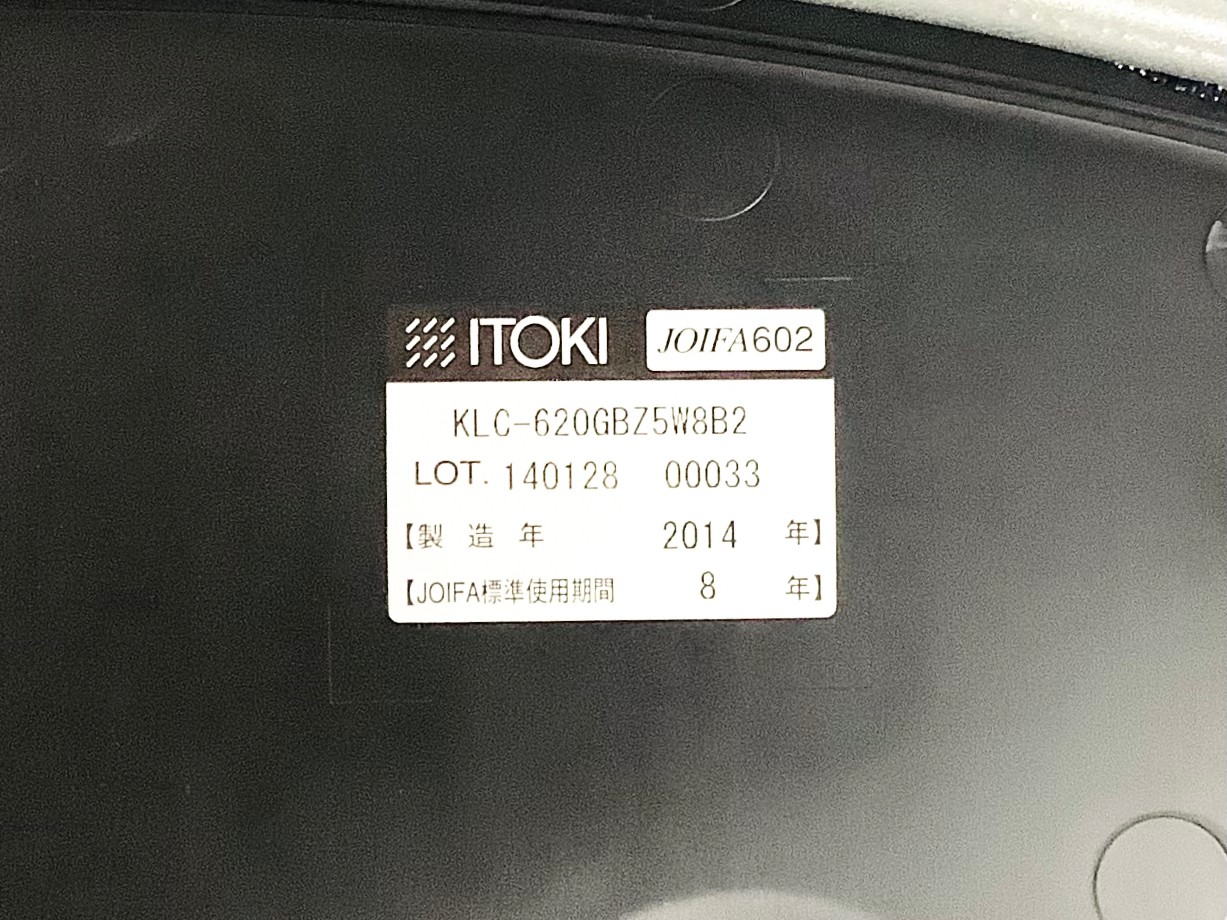 ITOKI JOIFA602
KLC-620GBZ5W8B2
LOT. 140128 00033
【製造年 2014 年】
【JOIFA標準使用期間 8 年】